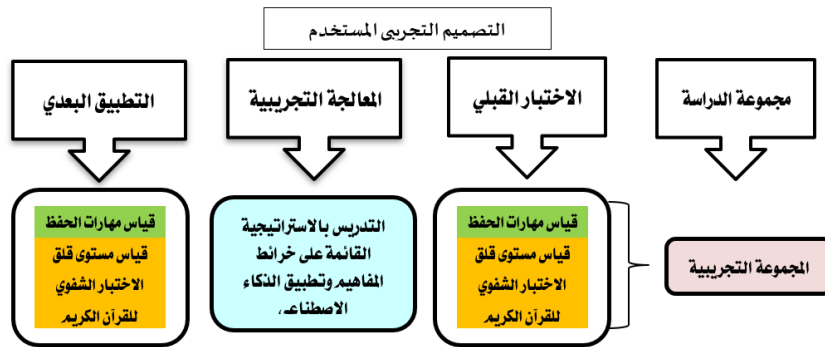 التصميم التجريبي المستخدم
مجموعة الدراسة
الاختبار القبلي
المعالجة التجريبية
التطبيق البعدي
المجموعة التجريبية
قياس مهارات الحفظ
قياس مستوى قلق
الاختبار الشفوي
للقرآن الكريم
التدريس بالاستراتيجية
القائمة على خرائط
المفاهيم وتطبيق الذكاء
الاصطناعي،
قياس مهارات الحفظ
قياس مستوى قلق
الاختبار الشفوي
للقرآن الكريم